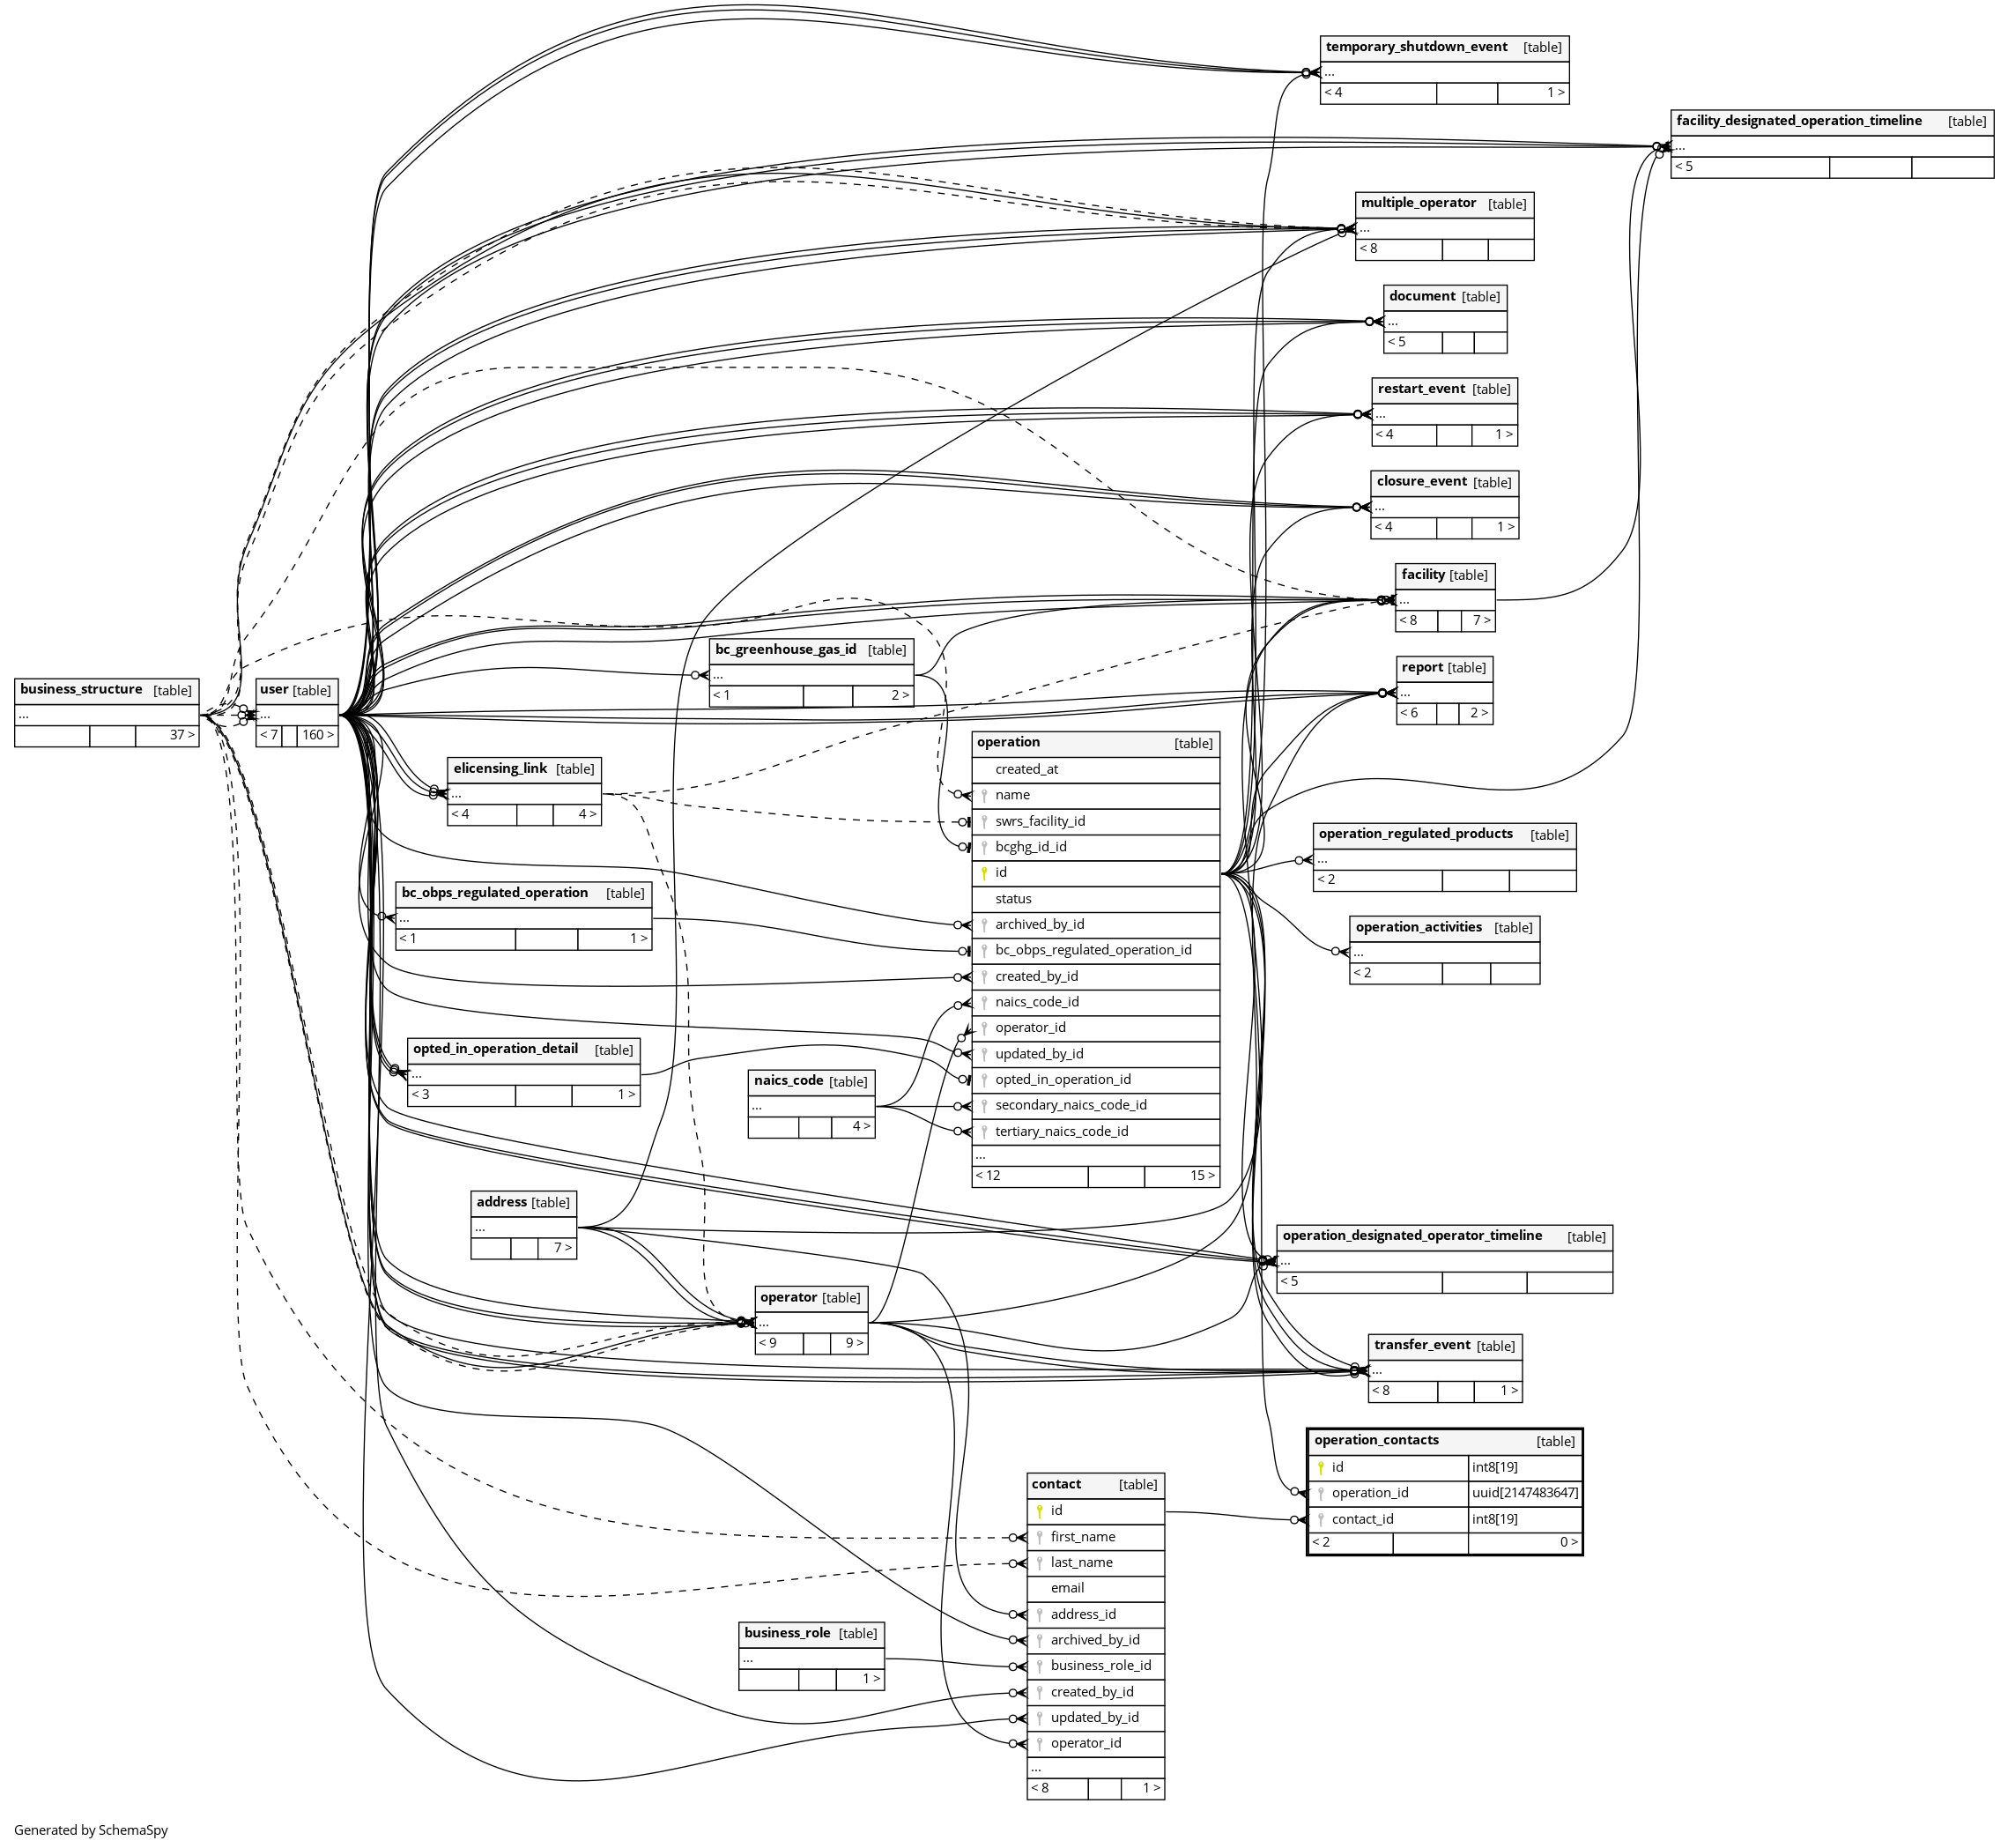 temporary_shutdown_event [table]
...
< 4 1 >
facility_designated_operation_timeline [table]
...
< 5
multiple_operator [table]
...
< 8
document [table]
...
< 5
restart_event [table]
...
< 4 1 >
closure_event [table]
...
< 4 1 >
facility [table]
...
< 8 7 >
bc_greenhouse_gas_id [table]
...
< 1 2 >
report [table]
...
< 6 2 >
business_structure [table]
...
37 >
user [table]
...
< 7 160 >
elicensing_link [table]
...
< 4 4 >
operation [table]
created_at
name
swrs_facility_id
bcghg_id_id
id
status
archived_by_id
bc_obps_regulated_operation_id
created_by_id
naics_code_id
operator_id
updated_by_id
opted_in_operation_id
secondary_naics_code_id
tertiary_naics_code_id
...
< 12 15 >
operation_regulated_products [table]
...
< 2
bc_obps_regulated_operation [table]
...
< 1 1 >
operation_activities [table]
...
< 2
opted_in_operation_detail [table]
...
< 3 1 >
naics_code [table]
...
4 >
address [table]
...
7 >
operation_designated_operator_timeline [table]
...
< 5
operator [table]
...
< 9 9 >
transfer_event [table]
...
< 8 1 >
operation_contacts [table]
id int8[19]
operation_id uuid[2147483647]
contact_id int8[19]
< 2 0 >
contact [table]
id
first_name
last_name
email
address_id
archived_by_id
business_role_id
created_by_id
updated_by_id
operator_id
...
< 8 1 >
business_role [table]
...
1 >
Generated by SchemaSpy